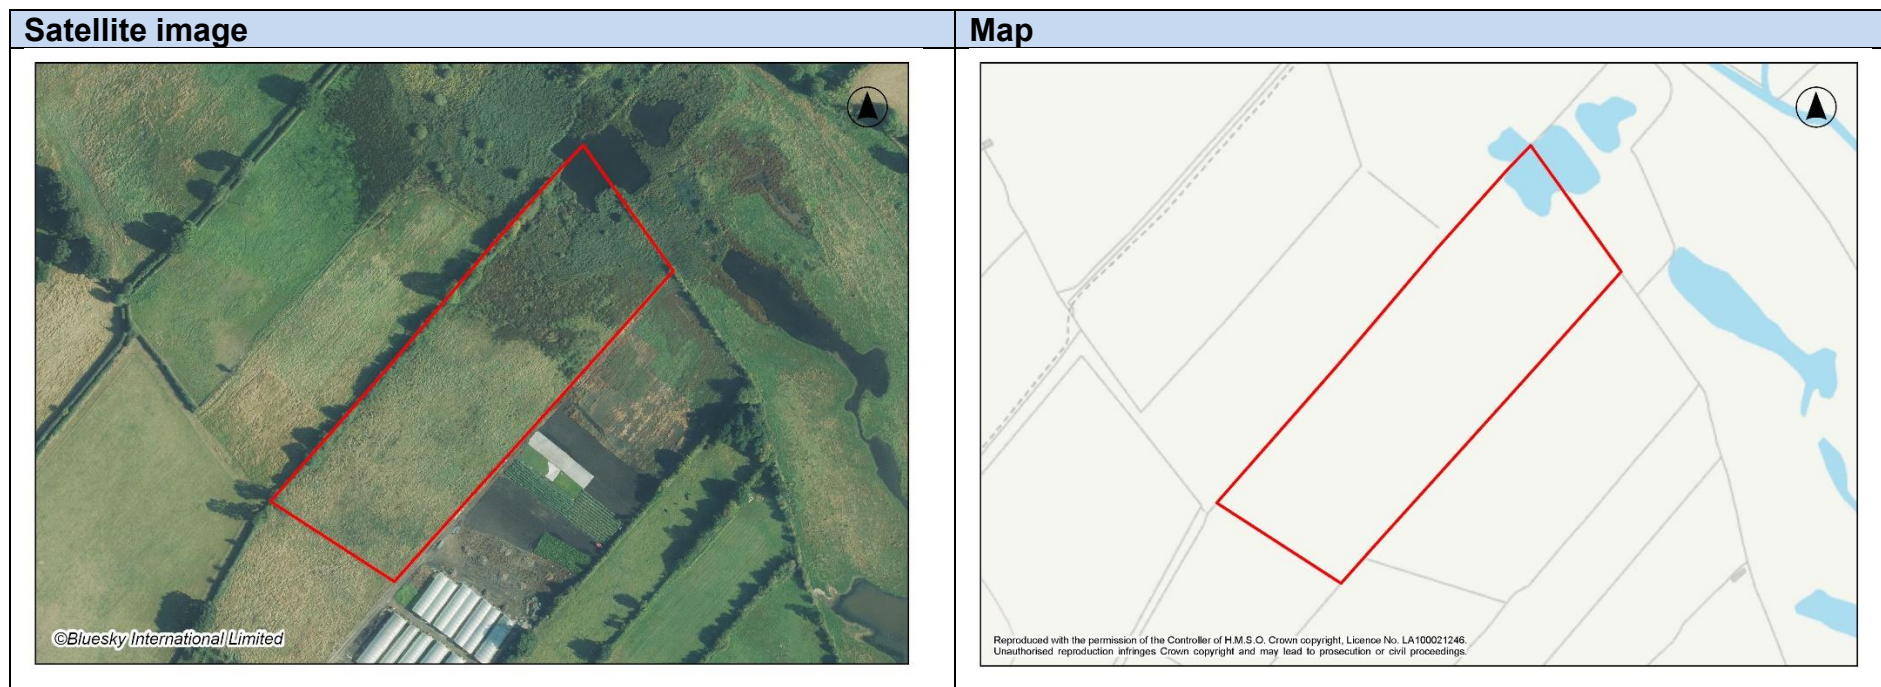 Satellite image
Map
©Bluesky International Limited
Reproduced with the permission of the Controller of H.M.S.O. Crown copyright, Licence No. LA100021246.
Unauthorised reproduction infringes Crown copyright and may lead to prosecution or civil proceedings.